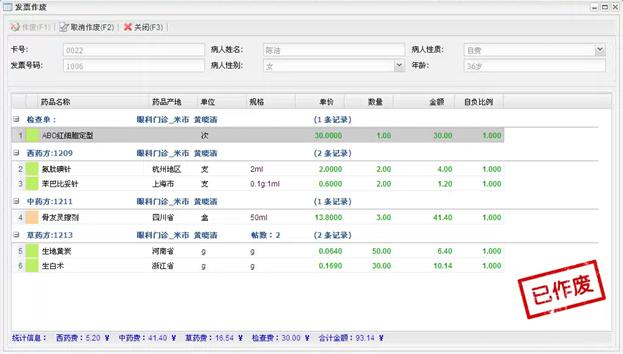 发票作废
作废(F1) 取消作废(F2) 关闭(F3)
卡号: 0022 病人姓名: 陈洁 病人性质: 自费
发票号码: 1006 病人性别: 女 年龄: 36岁
药品名称 药品产地 单位 规格 单价 数量 金额 自负比例
检查单: 眼科门诊_米市 黄晓清 (1 条记录)
1 ABO红细胞定型 次 30.0000 1.00 30.00 1.000
西药方:1209 眼科门诊_米市 黄晓清 (2 条记录)
2 氨肽碘针 杭州地区 支 2ml 2.0000 2.00 4.00 1.000
3 苯巴比妥针 上海市 支 0.1g:1ml 0.6000 2.00 1.20 1.000
中药方:1211 眼科门诊_米市 黄晓清 (1 条记录)
4 骨友灵搽剂 四川省 盒 50ml 13.8000 3.00 41.40 1.000
草药方:1213 眼科门诊_米市 黄晓清 帖数:2 (2 条记录)
5 生地黄炭 河南省 g g 0.0640 50.00 6.40 1.000
6 生白术 浙江省 g g 0.1690 30.00 10.14 1.000
已作废
统计信息: 西药费:5.20 ¥ 中药费:41.40 ¥ 草药费:16.54 ¥ 检查费:30.00 ¥ 合计金额:93.14 ¥